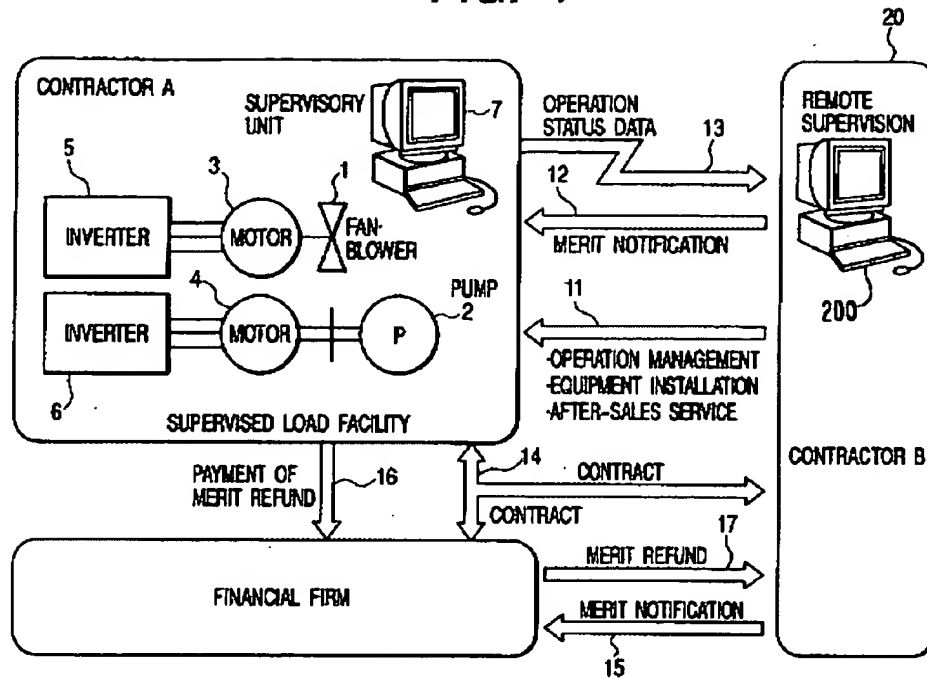 20
CONTRACTOR A
SUPERVISORY
UNIT
7
OPERATION
STATUS DATA
13
REMOTE
SUPERVISION
5
3
1
12
INVERTER
MOTOR
FAN-
BLOWER
MERIT NOTIFICATION
4
PUMP
2
11
200
INVERTER
MOTOR
P
-OPERATION MANAGEMENT
-EQUIPMENT INSTALLATION
-AFTER-SALES SERVICE
6
SUPERVISED LOAD FACILITY
CONTRACTOR B
PAYMENT OF
MERIT REFUND
16
14
CONTRACT
CONTRACT
17
MERIT REFUND
FINANCIAL FIRM
MERIT NOTIFICATION
15